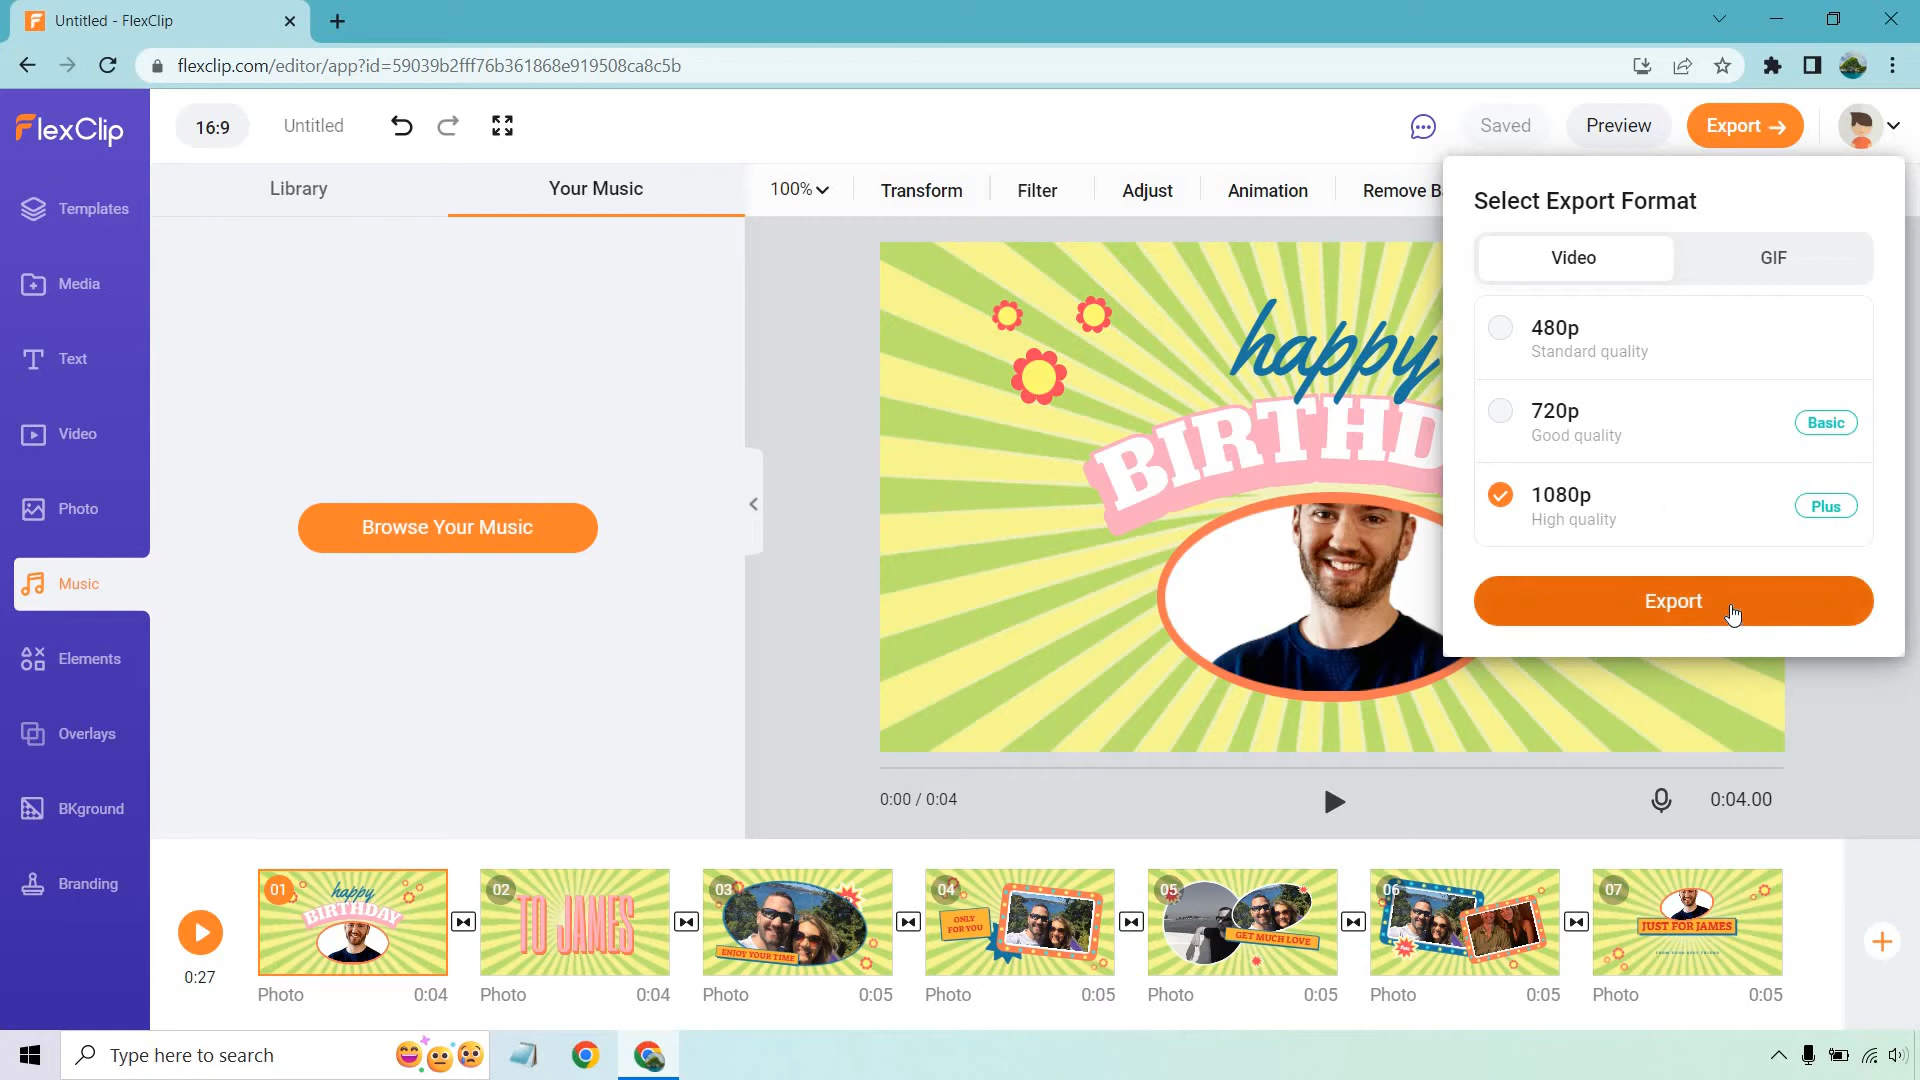 Untitled - FlexClip
flexclip.com/editor/app?id=59039b2fff76b361868e919508ca8c5b
FlexClip
16:9
Untitled
Saved
Preview
Export
Templates
Media
Text
Video
Photo
Music
Elements
Overlays
BKground
Branding
Library
Your Music
Browse Your Music
100%
Transform
Filter
Adjust
Animation
Remove B
happy
BIRTHD
Select Export Format
Video
GIF
480p
Standard quality
720p
Good quality
Basic
1080p
High quality
Plus
Export
0:00 / 0:04
0:04.00
0:27
01
happy
BIRTHDAY
Photo
0:04
02
TO JAMES
Photo
0:04
03
ENJOY YOUR TIME
Photo
0:05
04
ONLY
FOR YOU
Photo
0:05
05
GET MUCH LOVE
Photo
0:05
06
Photo
0:05
07
JUST FOR JAMES
Photo
0:05
Type here to search